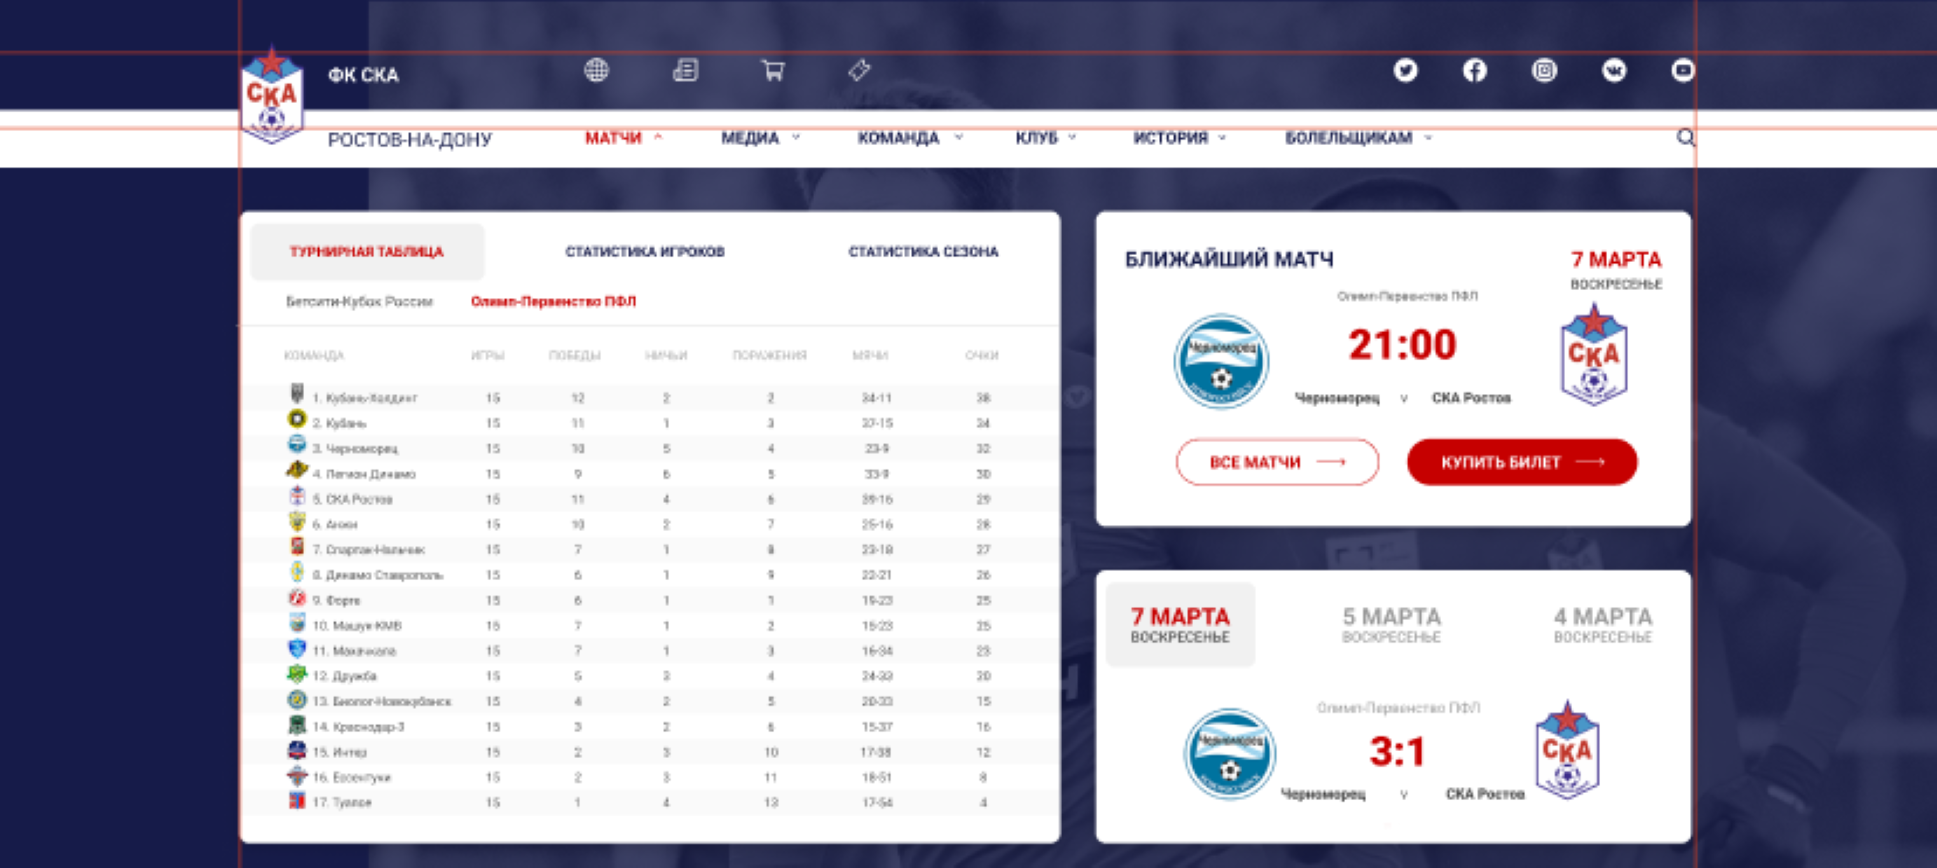 СКА
ФК СКА
РОСТОВ-НА-ДОНУ
МАТЧИ МЕДИА КОМАНДА КЛУБ ИСТОРИЯ БОЛЕЛЬЩИКАМ
ТУРНИРНАЯ ТАБЛИЦА СТАТИСТИКА ИГРОКОВ СТАТИСТИКА СЕЗОНА
Бетсити-Кубок России Олимп-Первенство ПФЛ
КОМАНДА ИГРЫ ПОБЕДЫ НИЧЬИ ПОРАЖЕНИЯ МЯЧИ ОЧКИ
1. Кубань-Холдинг 15 12 2 2 34-11 38
2. Кубань 15 11 1 3 37-15 34
3. Черноморец 15 10 5 4 23-9 32
4. Легион Динамо 15 9 6 5 33-9 30
5. СКА Ростов 15 11 4 6 39-16 29
6. Анжи 15 10 2 7 25-16 28
7. Спартак-Нальчик 15 7 1 8 23-18 27
8. Динамо Ставрополь 15 6 1 9 22-21 26
9. Форте 15 6 1 1 19-23 25
10. Машук-КМВ 15 7 1 2 15-23 25
11. Махачкала 15 7 1 3 16-34 23
12. Дружба 15 5 3 4 24-33 20
13. Биолог-Новокубанск 15 4 2 5 20-33 15
14. Краснодар-3 15 3 2 6 15-37 16
15. Интер 15 2 3 10 17-38 12
16. Ессентуки 15 2 3 11 18-51 8
17. Туапсе 15 1 4 13 17-54 4
БЛИЖАЙШИЙ МАТЧ
7 МАРТА
ВОСКРЕСЕНЬЕ
Олимп-Первенство ПФЛ
21:00
Черноморец
СКА
Черноморец v СКА Ростов
ВСЕ МАТЧИ
КУПИТЬ БИЛЕТ
7 МАРТА 5 МАРТА 4 МАРТА
ВОСКРЕСЕНЬЕ ВОСКРЕСЕНЬЕ ВОСКРЕСЕНЬЕ
Олимп-Первенство ПФЛ
3:1
Черноморец
СКА
Черноморец v СКА Ростов